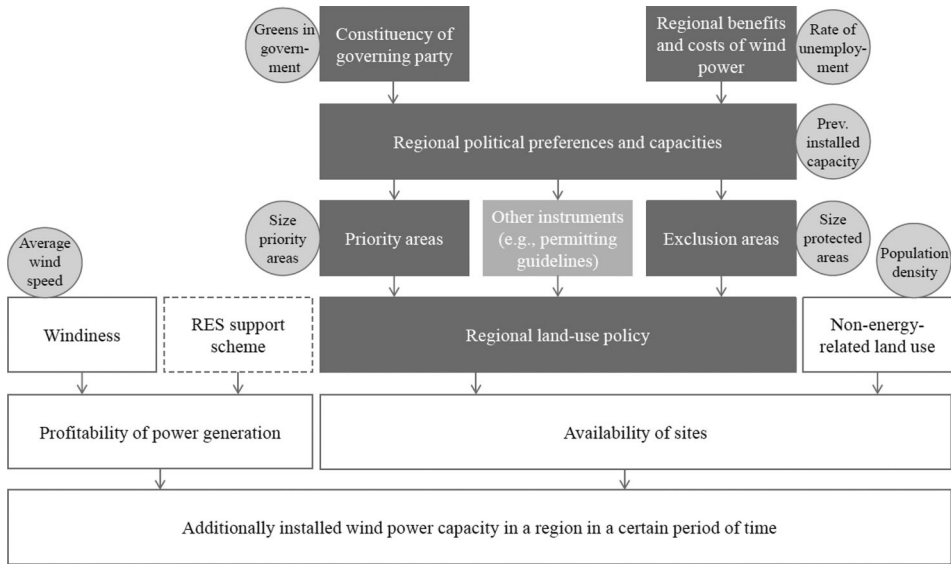 Greens in
govern-
ment
Constituency of
governing party
Regional benefits
and costs of wind
power
Rate of
unemploy-
ment
Regional political preferences and capacities
Prev.
installed
capacity
Size
priority
areas
Priority areas
Other instruments
(e.g., permitting
guidelines)
Exclusion areas
Size
protected
areas
Average
wind
speed
Population
density
Windiness
RES support
scheme
Regional land-use policy
Non-energy-
related land use
Profitability of power generation
Availability of sites
Additionally installed wind power capacity in a region in a certain period of time